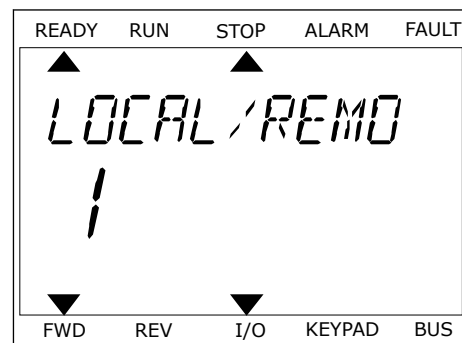 READY RUN STOP ALARM FAULT
LOCAL/REMO
1
FWD REV I/O KEYPAD BUS